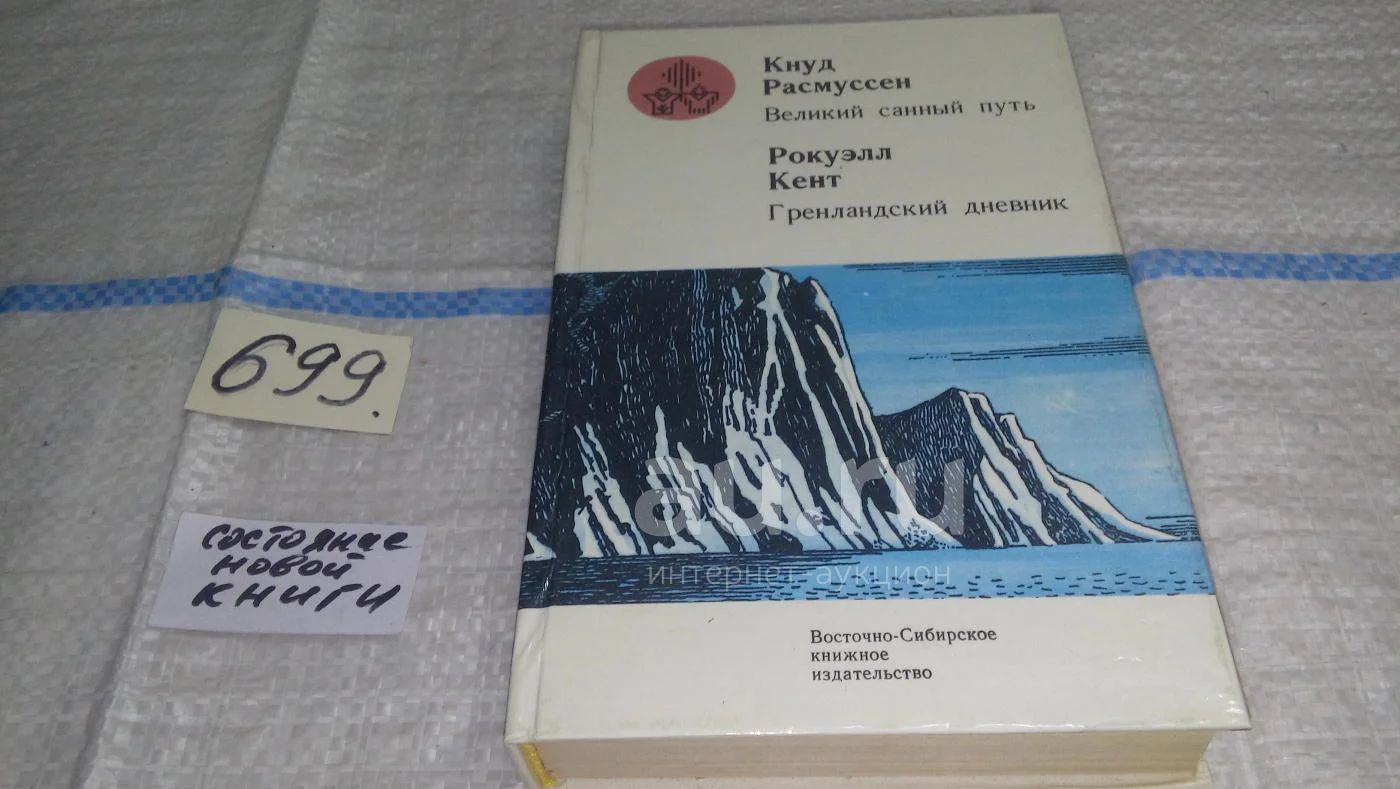 Кнуд
Расмуссен
Великий санный путь
Рокуэлл
Кент
Гренландский дневник
699.
состояние
новой
книги
au.ru
интернет-аукцион
Восточно-Сибирское
книжное
издательство